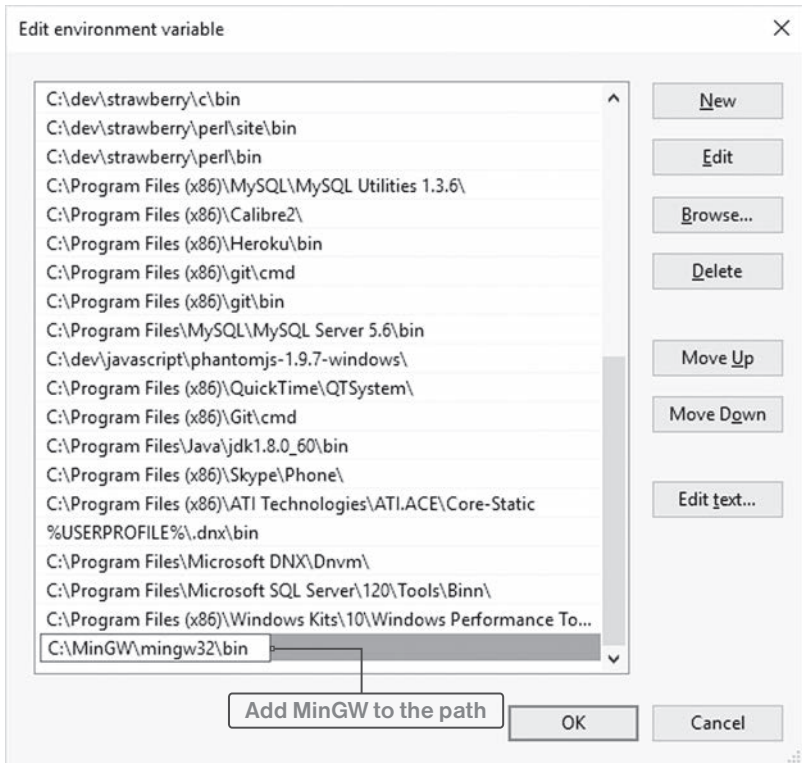 Edit environment variable
C:\dev\strawberry\c\bin
C:\dev\strawberry\perl\site\bin
C:\dev\strawberry\perl\bin
C:\Program Files (x86)\MySQL\MySQL Utilities 1.3.6\
C:\Program Files (x86)\Calibre2\
C:\Program Files (x86)\Heroku\bin
C:\Program Files (x86)\git\cmd
C:\Program Files (x86)\git\bin
C:\Program Files\MySQL\MySQL Server 5.6\bin
C:\dev\javascript\phantomjs-1.9.7-windows\
C:\Program Files (x86)\QuickTime\QTSystem\
C:\Program Files (x86)\Git\cmd
C:\Program Files\Java\jdk1.8.0_60\bin
C:\Program Files (x86)\Skype\Phone\
C:\Program Files (x86)\ATI Technologies\ATI.ACE\Core-Static
%USERPROFILE%\.dnx\bin
C:\Program Files\Microsoft DNX\Dnvm\
C:\Program Files\Microsoft SQL Server\120\Tools\Binn\
C:\Program Files (x86)\Windows Kits\10\Windows Performance To...
C:\MinGW\mingw32\bin
New
Edit
Browse...
Delete
Move Up
Move Down
Edit text...
Add MinGW to the path
OK
Cancel